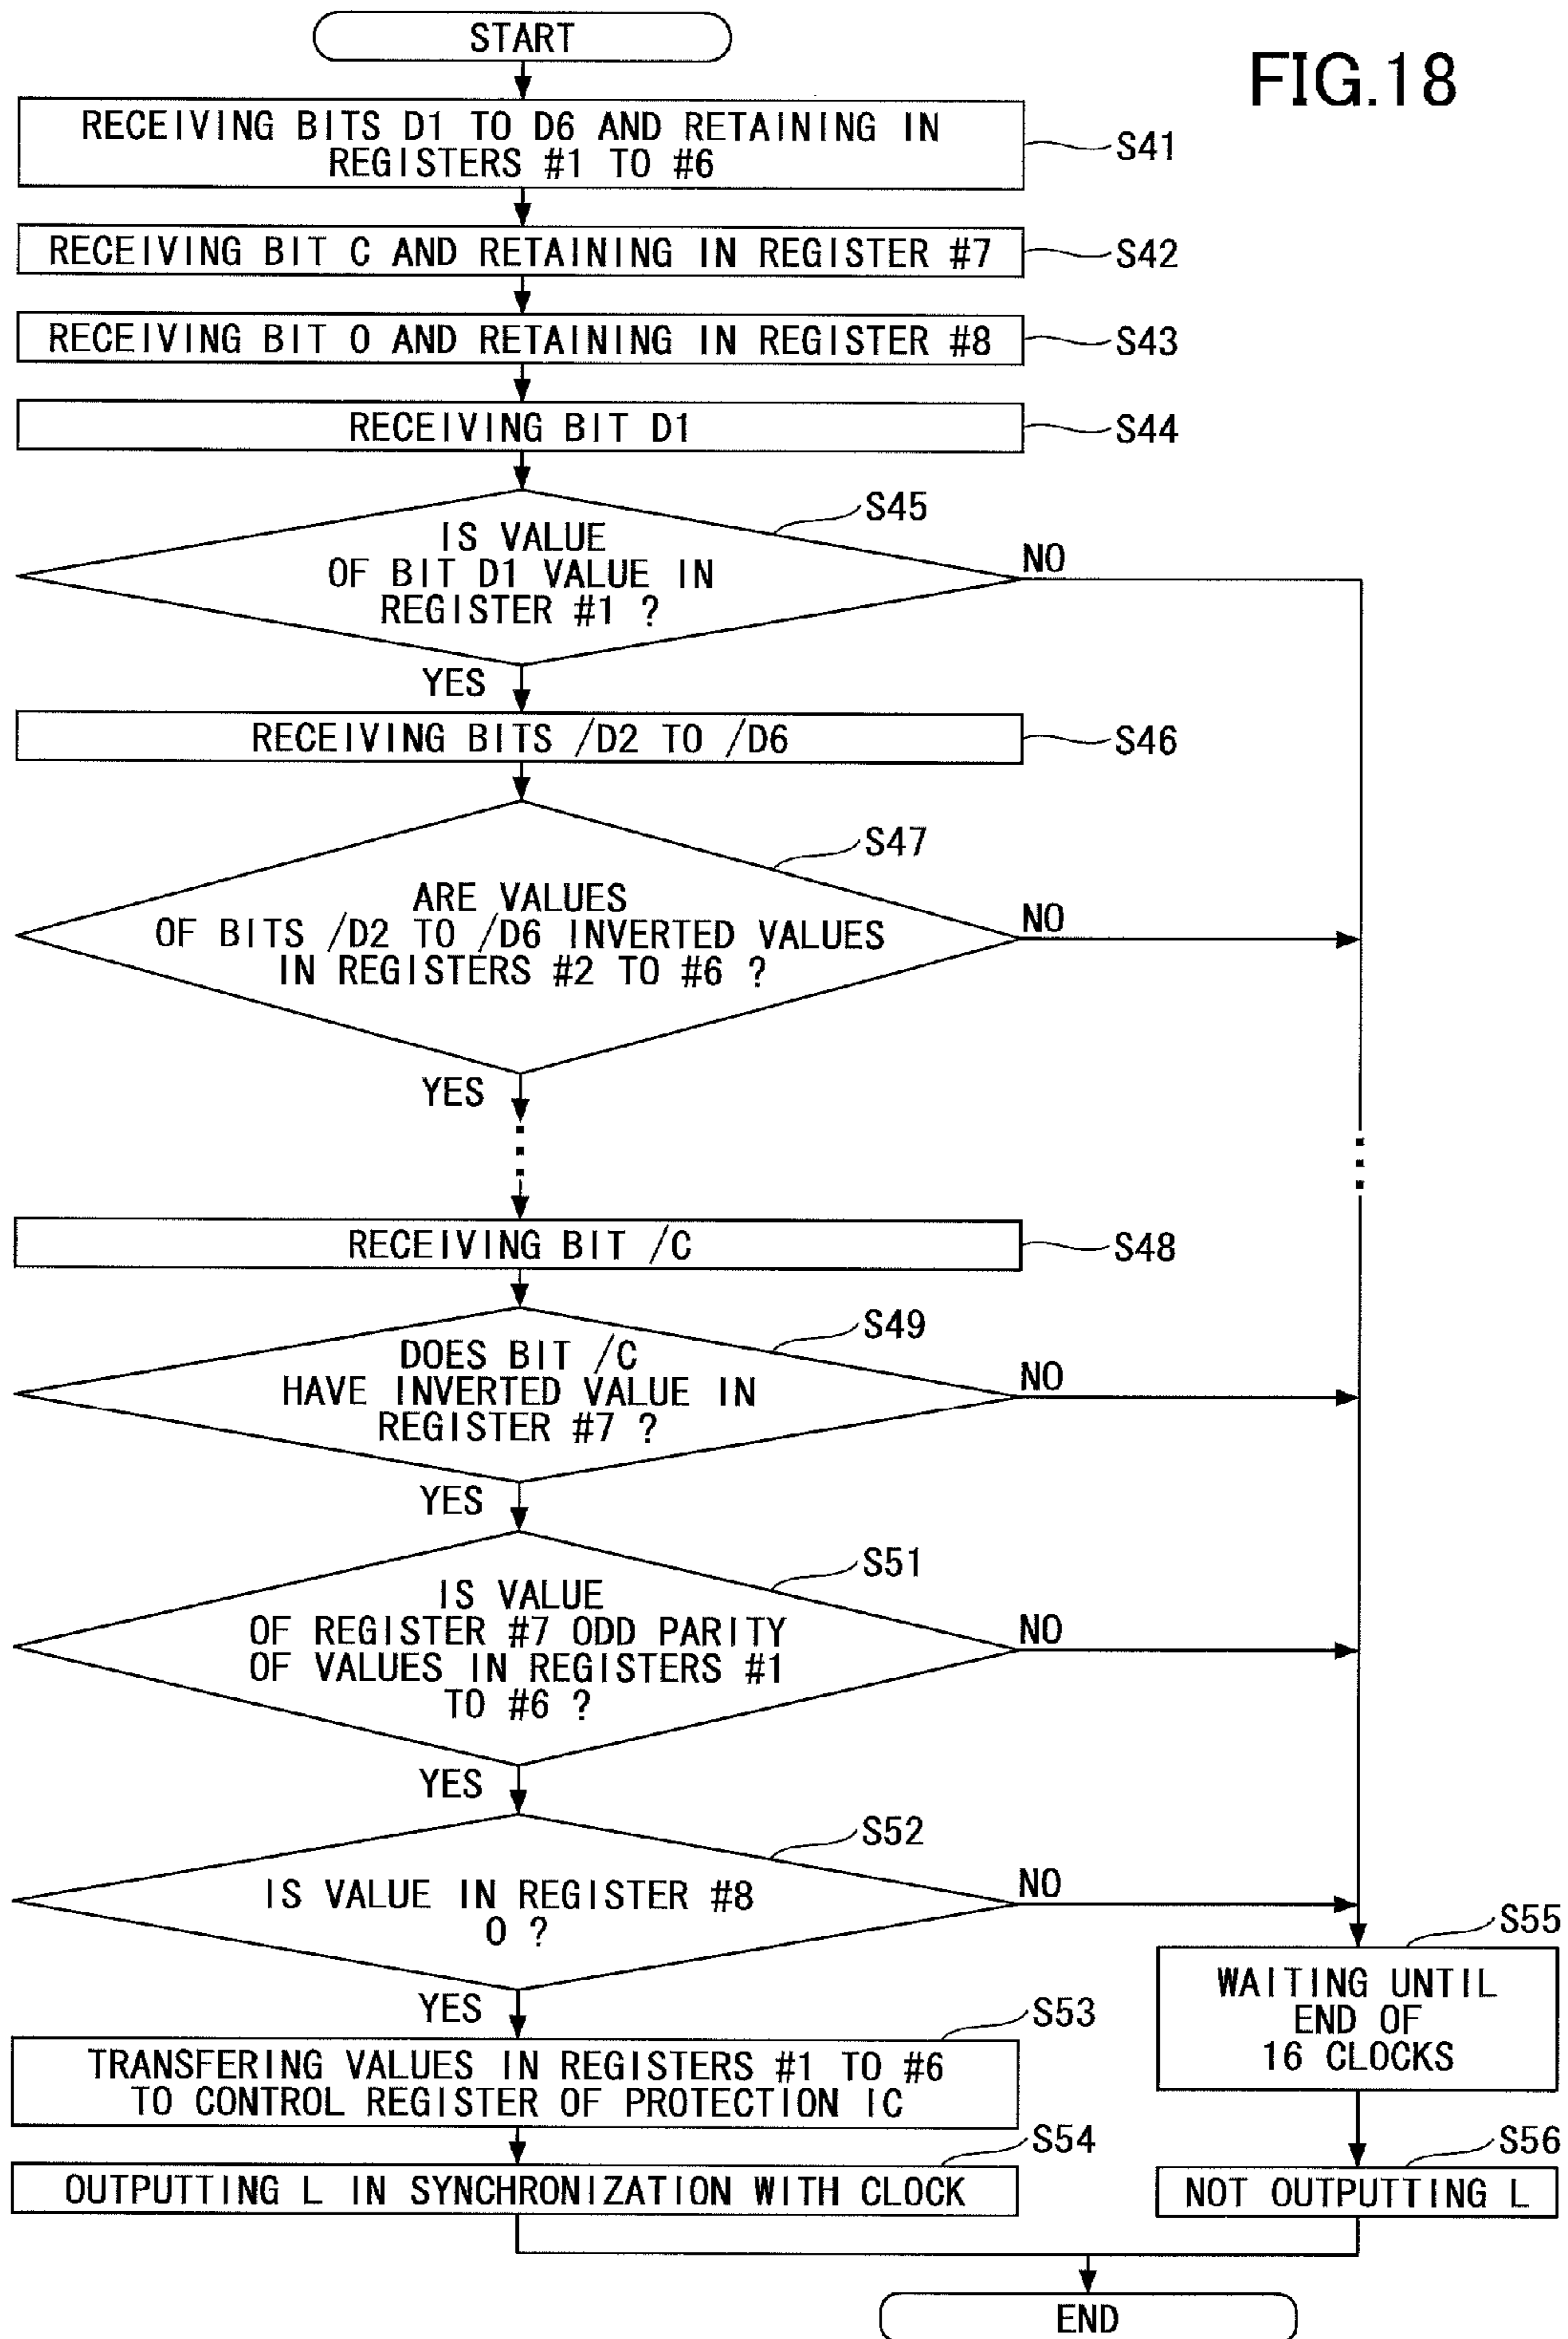 START
FIG.18
RECEIVING BITS D1 TO D6 AND RETAINING IN
REGISTERS #1 TO #6
S41
RECEIVING BIT C AND RETAINING IN REGISTER #7
S42
RECEIVING BIT 0 AND RETAINING IN REGISTER #8
S43
RECEIVING BIT D1
S44
S45
IS VALUE
OF BIT D1 VALUE IN
REGISTER #1 ?
NO
YES
RECEIVING BITS /D2 TO /D6
S46
S47
ARE VALUES
OF BITS /D2 TO /D6 INVERTED VALUES
IN REGISTERS #2 TO #6 ?
NO
YES
RECEIVING BIT /C
S48
S49
DOES BIT /C
HAVE INVERTED VALUE IN
REGISTER #7 ?
NO
YES
S51
IS VALUE
OF REGISTER #7 ODD PARITY
OF VALUES IN REGISTERS #1
TO #6 ?
NO
YES
S52
IS VALUE IN REGISTER #8
0 ?
NO
YES
S55
WAITING UNTIL
END OF
16 CLOCKS
S53
TRANSFERING VALUES IN REGISTERS #1 TO #6
TO CONTROL REGISTER OF PROTECTION IC
S54
OUTPUTTING L IN SYNCHRONIZATION WITH CLOCK
S56
NOT OUTPUTTING L
END